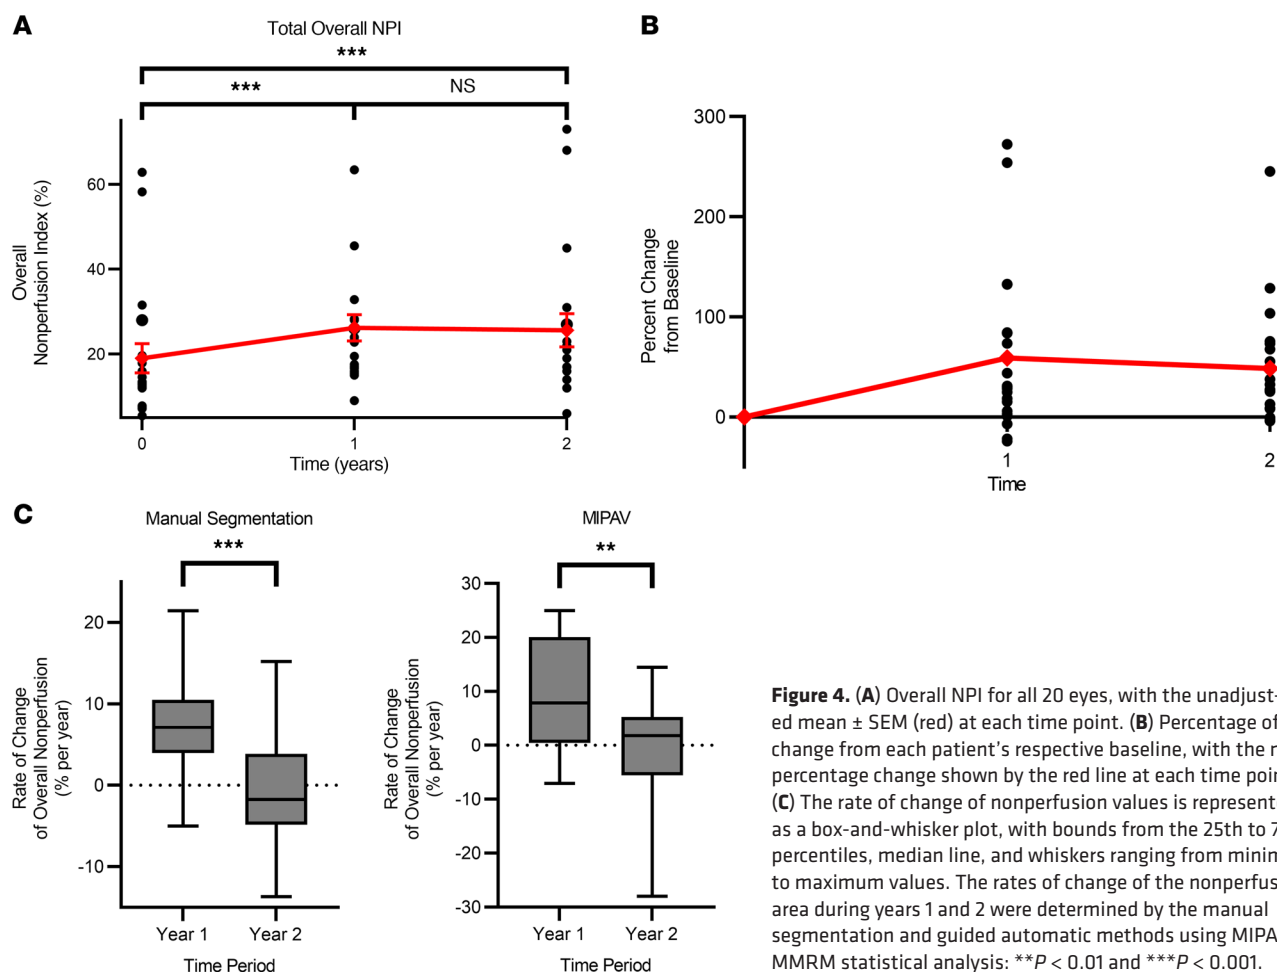 A
Total Overall NPI
***
***
NS
Overall
Nonperfusion Index (%)
60
40
20
0
1
2
Time (years)
B
Percent Change
from Baseline
300
200
100
0
1
2
Time
C
Manual Segmentation
***
Rate of Change
of Overall Nonperfusion
(% per year)
20
10
0
-10
Year 1
Year 2
Time Period
MIPAV
**
Rate of Change
of Overall Nonperfusion
(% per year)
30
20
10
0
-10
-20
-30
Year 1
Year 2
Time Period
Figure 4. (A) Overall NPI for all 20 eyes, with the unadjust-
ed mean ± SEM (red) at each time point. (B) Percentage of
change from each patient's respective baseline, with the
percentage change shown by the red line at each time
(C) The rate of change of nonperfusion values is
as a box-and-whisker plot, with bounds from the 25th to
percentiles, median line, and whiskers ranging from
to maximum values. The rates of change of the
area during years 1 and 2 were determined by the manual
segmentation and guided automatic methods using
MMRM statistical analysis: **P < 0.01 and ***P < 0.001.